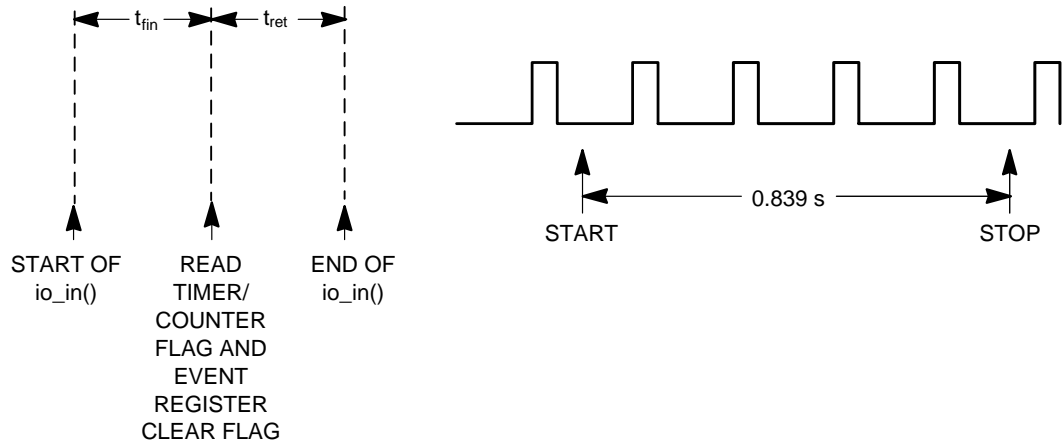 t_fin
t_ret
START OF
io_in()
READ
TIMER/
COUNTER
FLAG AND
EVENT
REGISTER
CLEAR FLAG
END OF
io_in()
0.839 s
START
STOP